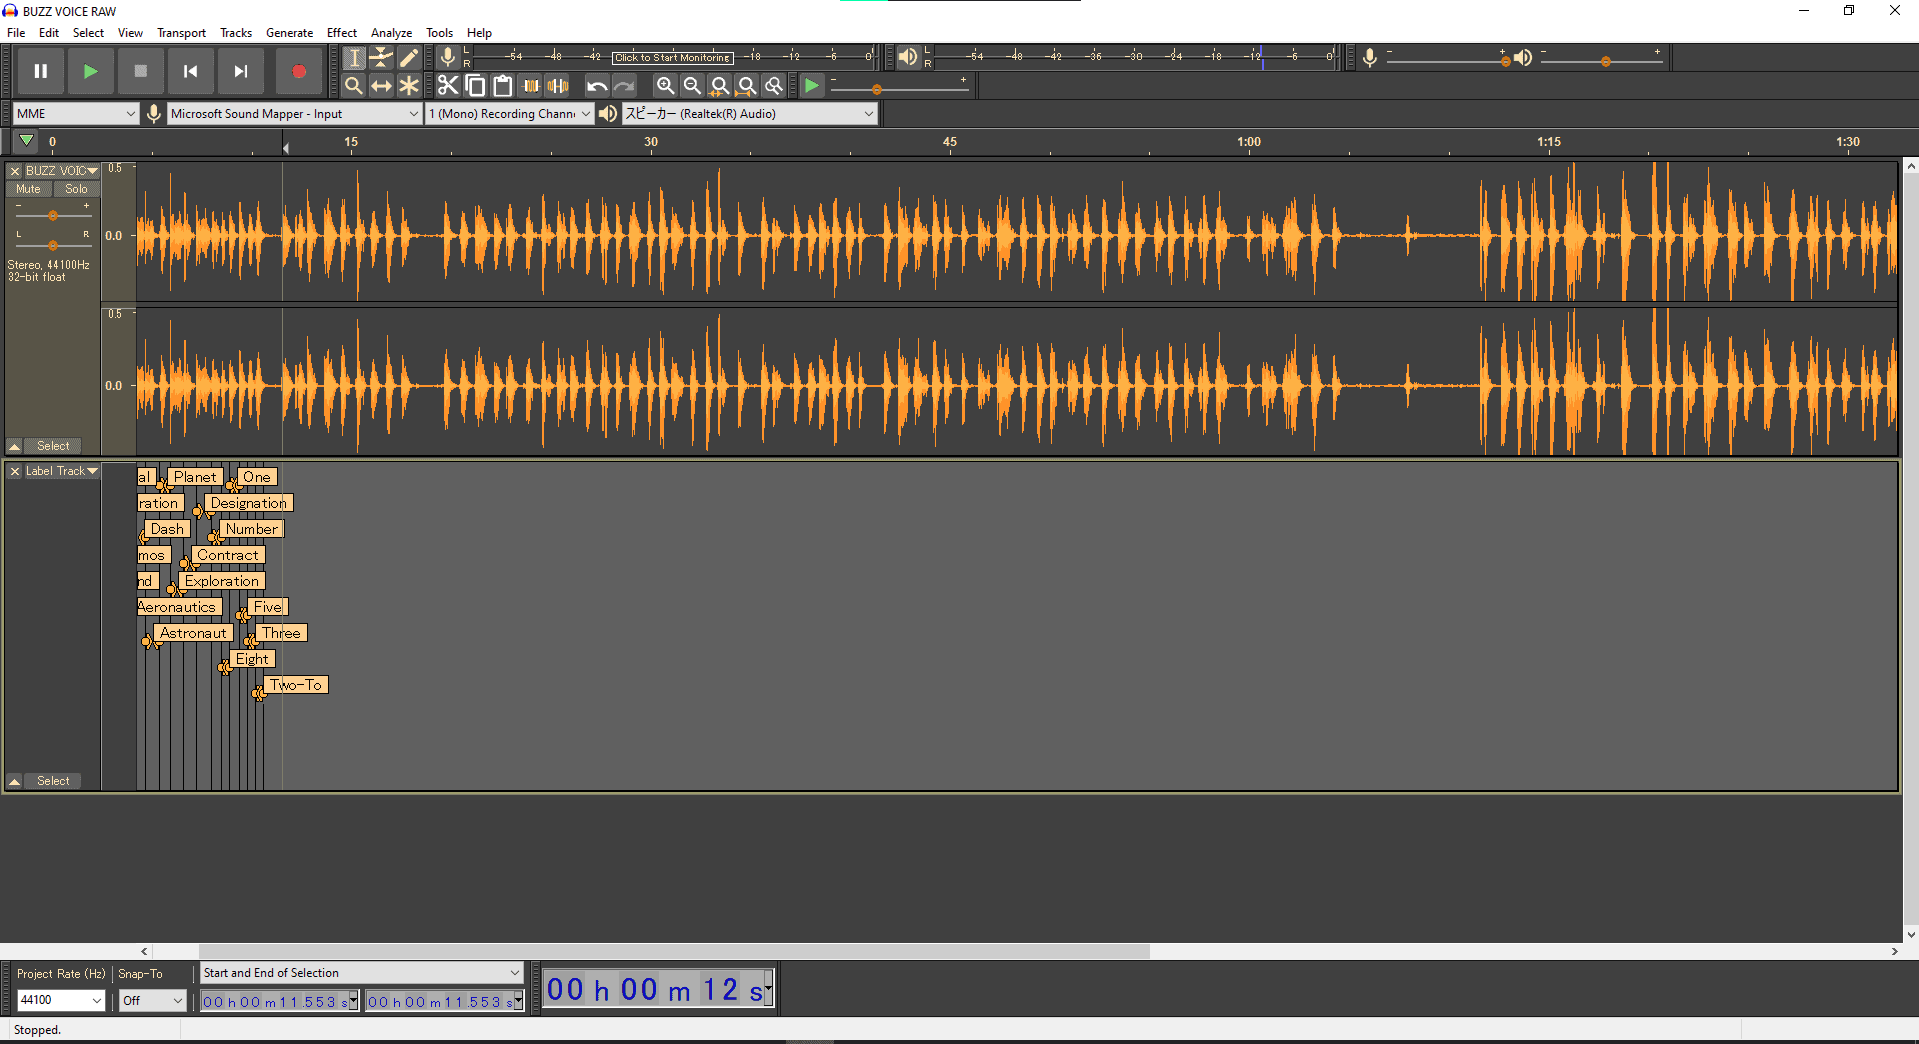 BUZZ VOICE RAW
File Edit Select View Transport Tracks Generate Effect Analyze Tools Help
L R -54 -48 -42 Click to Start Monitoring -18 -12 -6 0
L R -54 -48 -42 -36 -30 -24 -18 -12 -6 0
- +
- +
- +
MME Microsoft Sound Mapper - Input 1 (Mono) Recording Chann スピーカー (Realtek(R) Audio)
0 15 30 45 1:00 1:15 1:30
BUZZ VOIC
Mute Solo
- +
L R
Stereo, 44100Hz
32-bit float
Select
0.5
0.0
0.5
0.0
Label Track
al Planet One
ration Designation
Dash Number
mos Contract
nd Exploration
Aeronautics Five
Astronaut Three
Eight
Two-To
Select
Project Rate (Hz) Snap-To Start and End of Selection
44100 Off 00 h 00 m 11.553 s 00 h 00 m 11.553 s
00 h 00 m 12 s
Stopped.